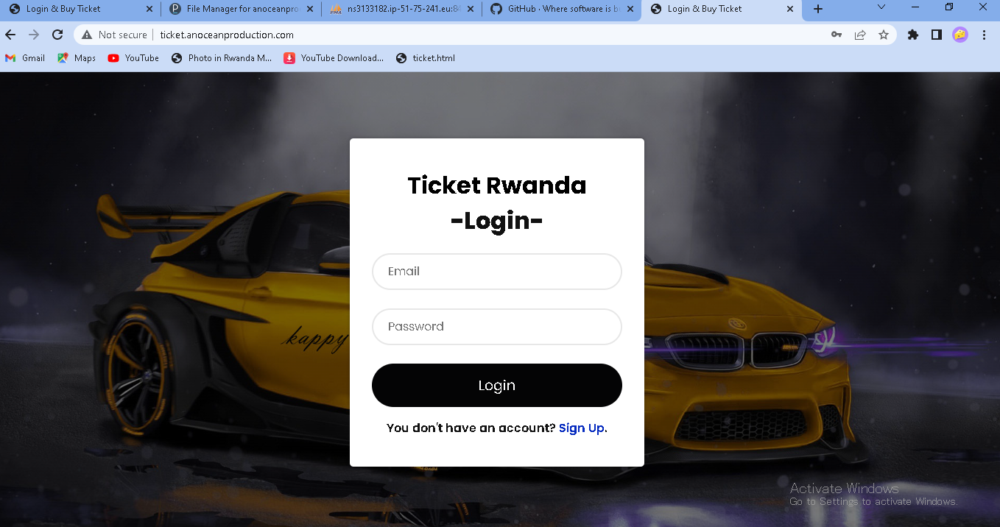 Login & Buy Ticket
File Manager for anoceanpro
ns3133182.ip-51-75-241.eu:84
GitHub · Where software is b
Login & Buy Ticket
Not secure
ticket.anoceanproduction.com
Gmail
Maps
YouTube
Photo in Rwanda M...
YouTube Download...
ticket.html
Ticket Rwanda
-Login-
Email
Password
Login
You don't have an account? Sign Up.
kappy
Activate Windows
Go to Settings to activate Windows.